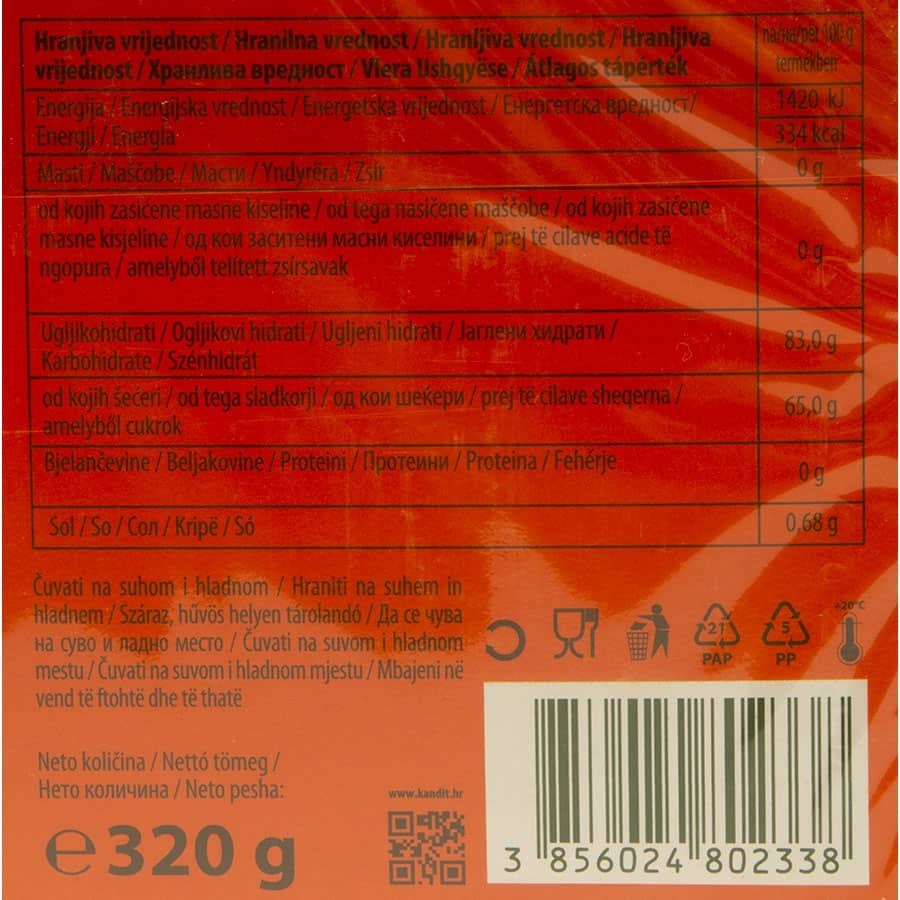 Hranjiva vrijednost / Hranilna vrednost / Hranljiva vrednost / Hranljiva
vrijednost / Хранлива вредност / Vlera Ushqyëse / Átlagos tápérték
na/на/për 100 g
termékben
Energija / Energijska vrednost / Energetska vrijednost / Енергетска вредност/
Energji / Energia
1420 kJ
334 kcal
Masti / Maščobe / Масти / Yndyrëra / Zsír
0 g
od kojih zasićene masne kiseline / od tega nasičene maščobe / od kojih zasićene
masne kisjeline / од кои заситени масни киселини / prej të cilave acide të
ngopura / amelyből telített zsírsavak
0 g
Ugljikohidrati / Ogljikovi hidrati / Ugljeni hidrati / Јаглени хидрати /
Karbohidrate / Szénhidrát
83,0 g
od kojih šećeri / od tega sladkorji / од кои шеќери / prej të cilave sheqerna /
amelyből cukrok
65,0 g
Bjelančevine / Beljakovine / Proteini / Протеини / Proteina / Fehérje
0 g
Sol / So / Сол / Kripë / Só
0,68 g
Čuvati na suhom i hladnom / Hraniti na suhem in
hladnem / Száraz, hűvös helyen tárolandó / Да се чува
на суво и ладно место / Čuvati na suvom i hladnom
mestu / Čuvati na suvom i hladnom mjestu / Mbajeni në
vend të ftohtë dhe të thatë
21
PAP
5
PP
+20°C
Neto količina / Nettó tömeg /
Нето количина / Neto pesha:
℮ 320 g
www.kandit.hr
3 856024 802338